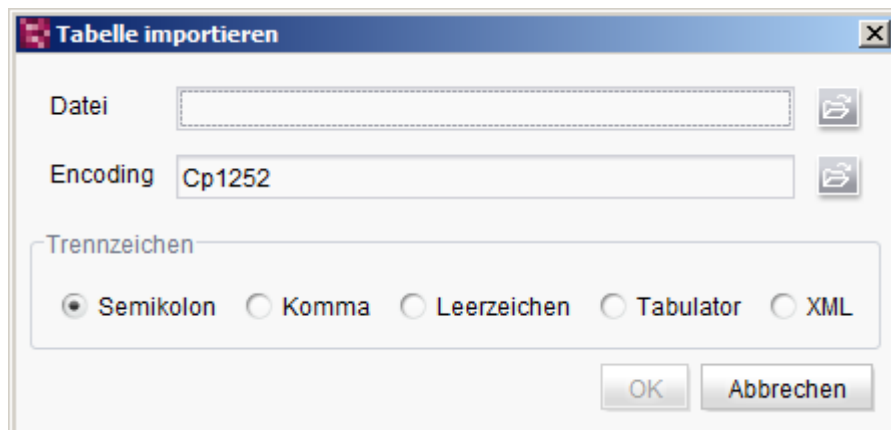 Tabelle importieren
Datei
Encoding Cp1252
Trennzeichen
Semikolon Komma Leerzeichen Tabulator XML
OK Abbrechen